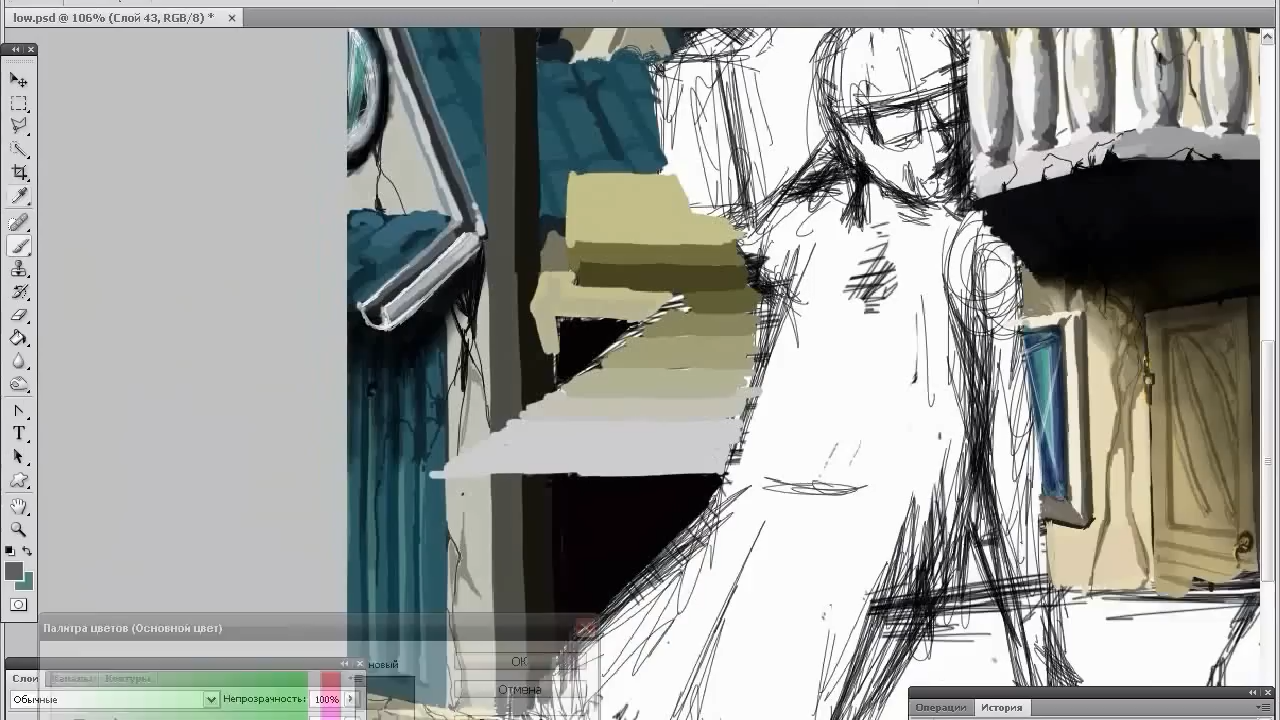 low.psd @ 106% (Слой 43, RGB/8) *
Палитра цветов (Основной цвет)
новый
OK
Отмена
Слои
Каналы
Контуры
Обычные
Непрозрачность:
100%
Операции
История